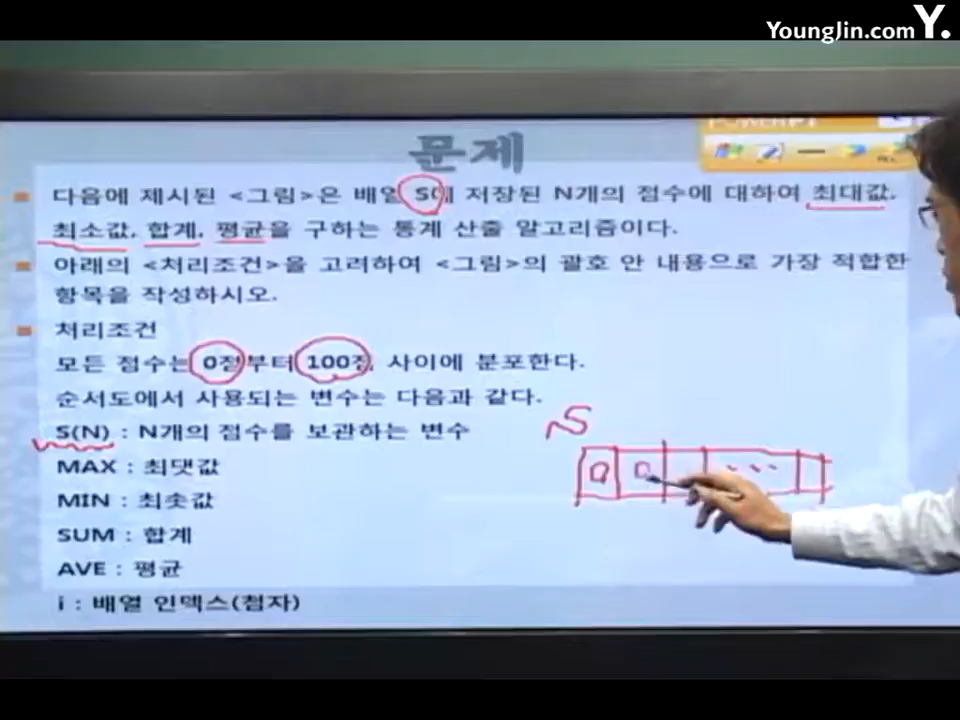 YoungJin.com Y.
문제
다음에 제시된 <그림>은 배열 S에 저장된 N개의 점수에 대하여 최대값,
최소값, 합계, 평균을 구하는 통계 산출 알고리즘이다.
아래의 <처리조건>을 고려하여 <그림>의 괄호 안 내용으로 가장 적합한
항목을 작성하시오.
처리조건
모든 점수는 0점부터 100점 사이에 분포한다.
순서도에서 사용되는 변수는 다음과 같다.
S(N) : N개의 점수를 보관하는 변수
S
MAX : 최댓값
0 0 ...
MIN : 최솟값
SUM : 합계
AVE : 평균
i : 배열 인덱스(첨자)